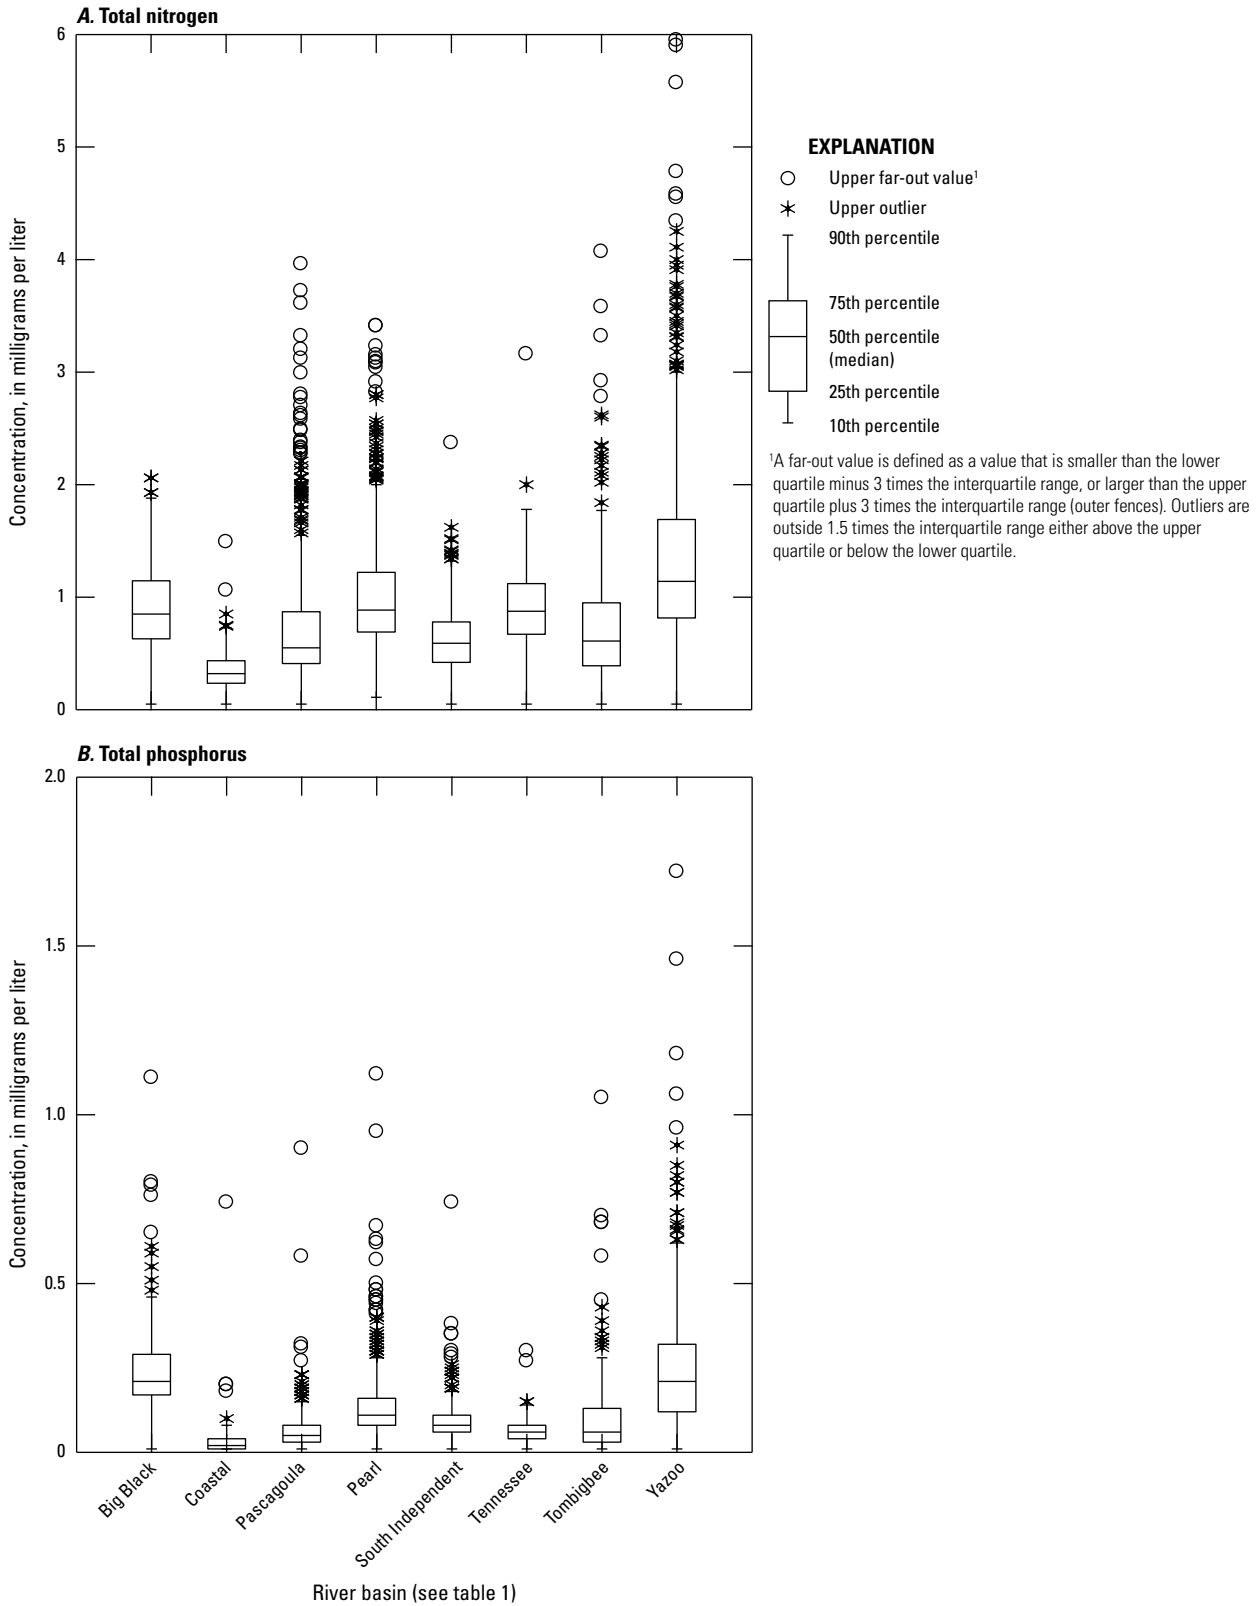 A. Total nitrogen
6
5
4
3
2
1
0
Concentration, in milligrams per liter
EXPLANATION
Upper far-out value¹
Upper outlier
90th percentile
75th percentile
50th percentile
(median)
25th percentile
10th percentile
¹A far-out value is defined as a value that is smaller than the lower
quartile minus 3 times the interquartile range, or larger than the upper
quartile plus 3 times the interquartile range (outer fences). Outliers are
outside 1.5 times the interquartile range either above the upper
quartile or below the lower quartile.
B. Total phosphorus
2.0
1.5
1.0
0.5
0
Concentration, in milligrams per liter
Big Black
Coastal
Pascagoula
Pearl
South Independent
Tennessee
Tombigbee
Yazoo
River basin (see table 1)